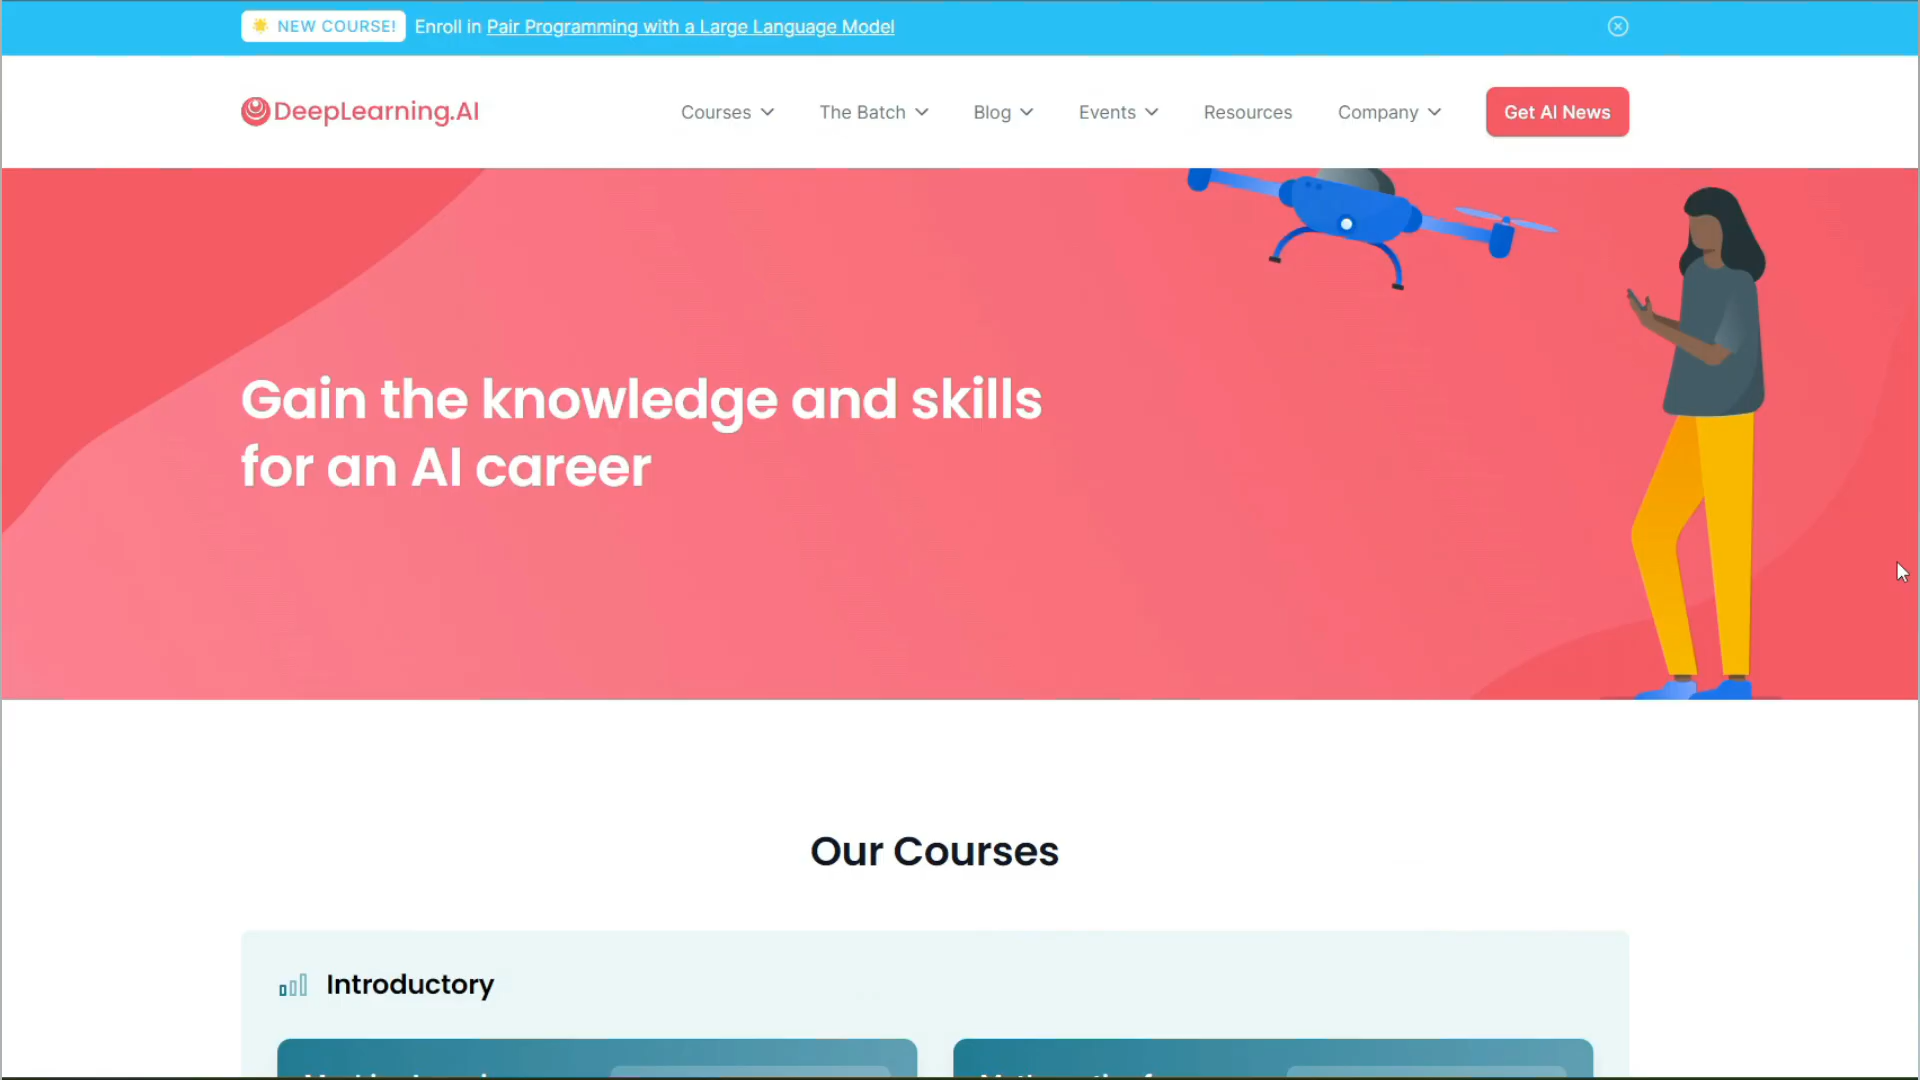 NEW COURSE! Enroll in Pair Programming with a Large Language Model
DeepLearning.AI Courses The Batch Blog Events Resources Company Get AI News
Gain the knowledge and skills
for an AI career
Our Courses
Introductory